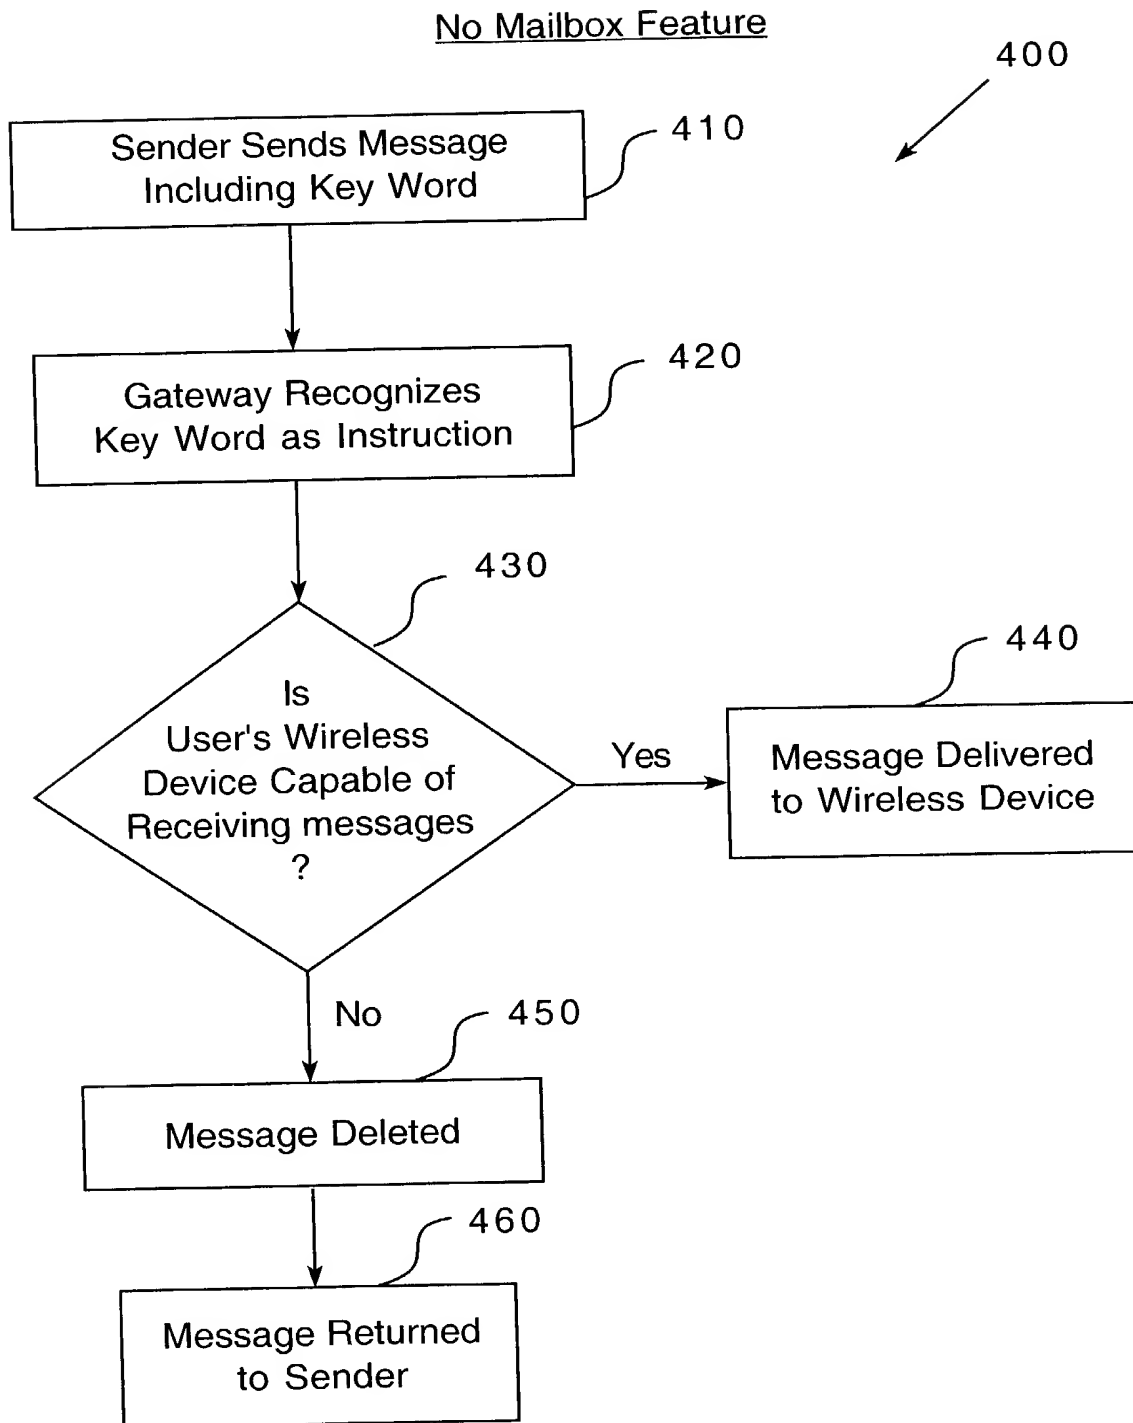 No Mailbox Feature
400
Sender Sends Message
Including Key Word
410
Gateway Recognizes
Key Word as Instruction
420
430
Is
User's Wireless
Device Capable of
Receiving messages
?
Yes
440
Message Delivered
to Wireless Device
No
450
Message Deleted
460
Message Returned
to Sender